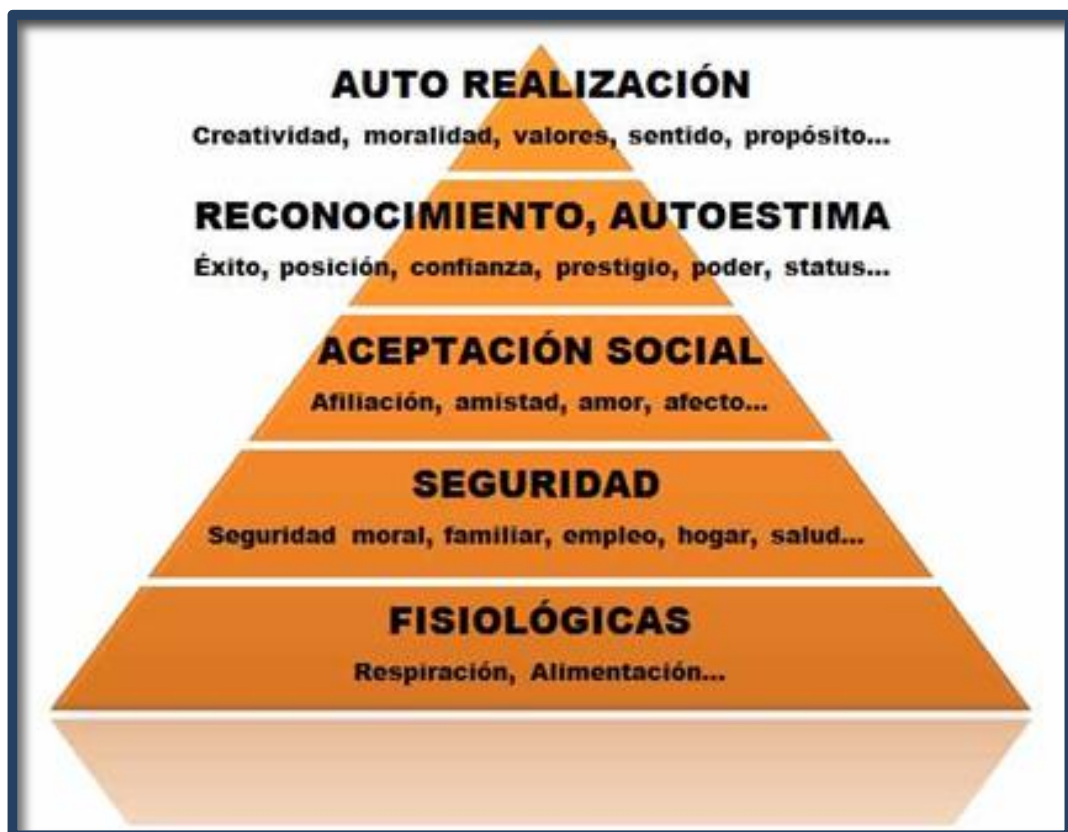 AUTO REALIZACIÓN
Creatividad, moralidad, valores, sentido, propósito...
RECONOCIMIENTO, AUTOESTIMA
Éxito, posición, confianza, prestigio, poder, status...
ACEPTACIÓN SOCIAL
Afiliación, amistad, amor, afecto...
SEGURIDAD
Seguridad moral, familiar, empleo, hogar, salud...
FISIOLÓGICAS
Respiración, Alimentación...